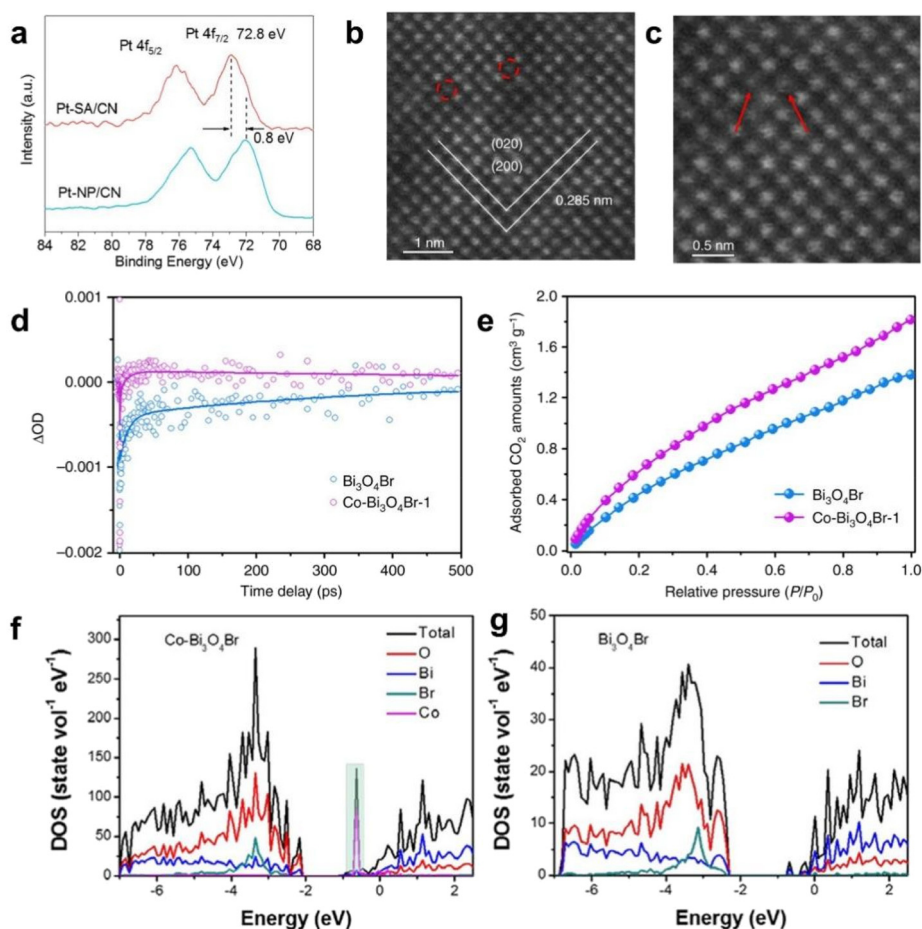 a
Pt 4f5/2
Pt 4f7/2 72.8 eV
Pt-SA/CN
0.8 eV
Pt-NP/CN
Intensity (a.u.)
84 82 80 78 76 74 72 70 68
Binding Energy (eV)
b
(020)
(200)
0.285 nm
1 nm
c
0.5 nm
d
0.001
0.000
−0.001
−0.002
ΔOD
Bi3O4Br
Co-Bi3O4Br-1
0 100 200 300 400 500
Time delay (ps)
e
2.0
1.6
1.2
0.8
0.4
0.0
Adsorbed CO2 amounts (cm3 g−1)
Bi3O4Br
Co-Bi3O4Br-1
0.0 0.2 0.4 0.6 0.8 1.0
Relative pressure (P/P0)
f
Co-Bi3O4Br
Total
O
Bi
Br
Co
300
250
200
150
100
50
0
DOS (state vol-1 eV-1)
-6 -4 -2 0 2
Energy (eV)
g
Bi3O4Br
Total
O
Bi
Br
50
40
30
20
10
0
DOS (state vol-1 eV-1)
-6 -4 -2 0 2
Energy (eV)